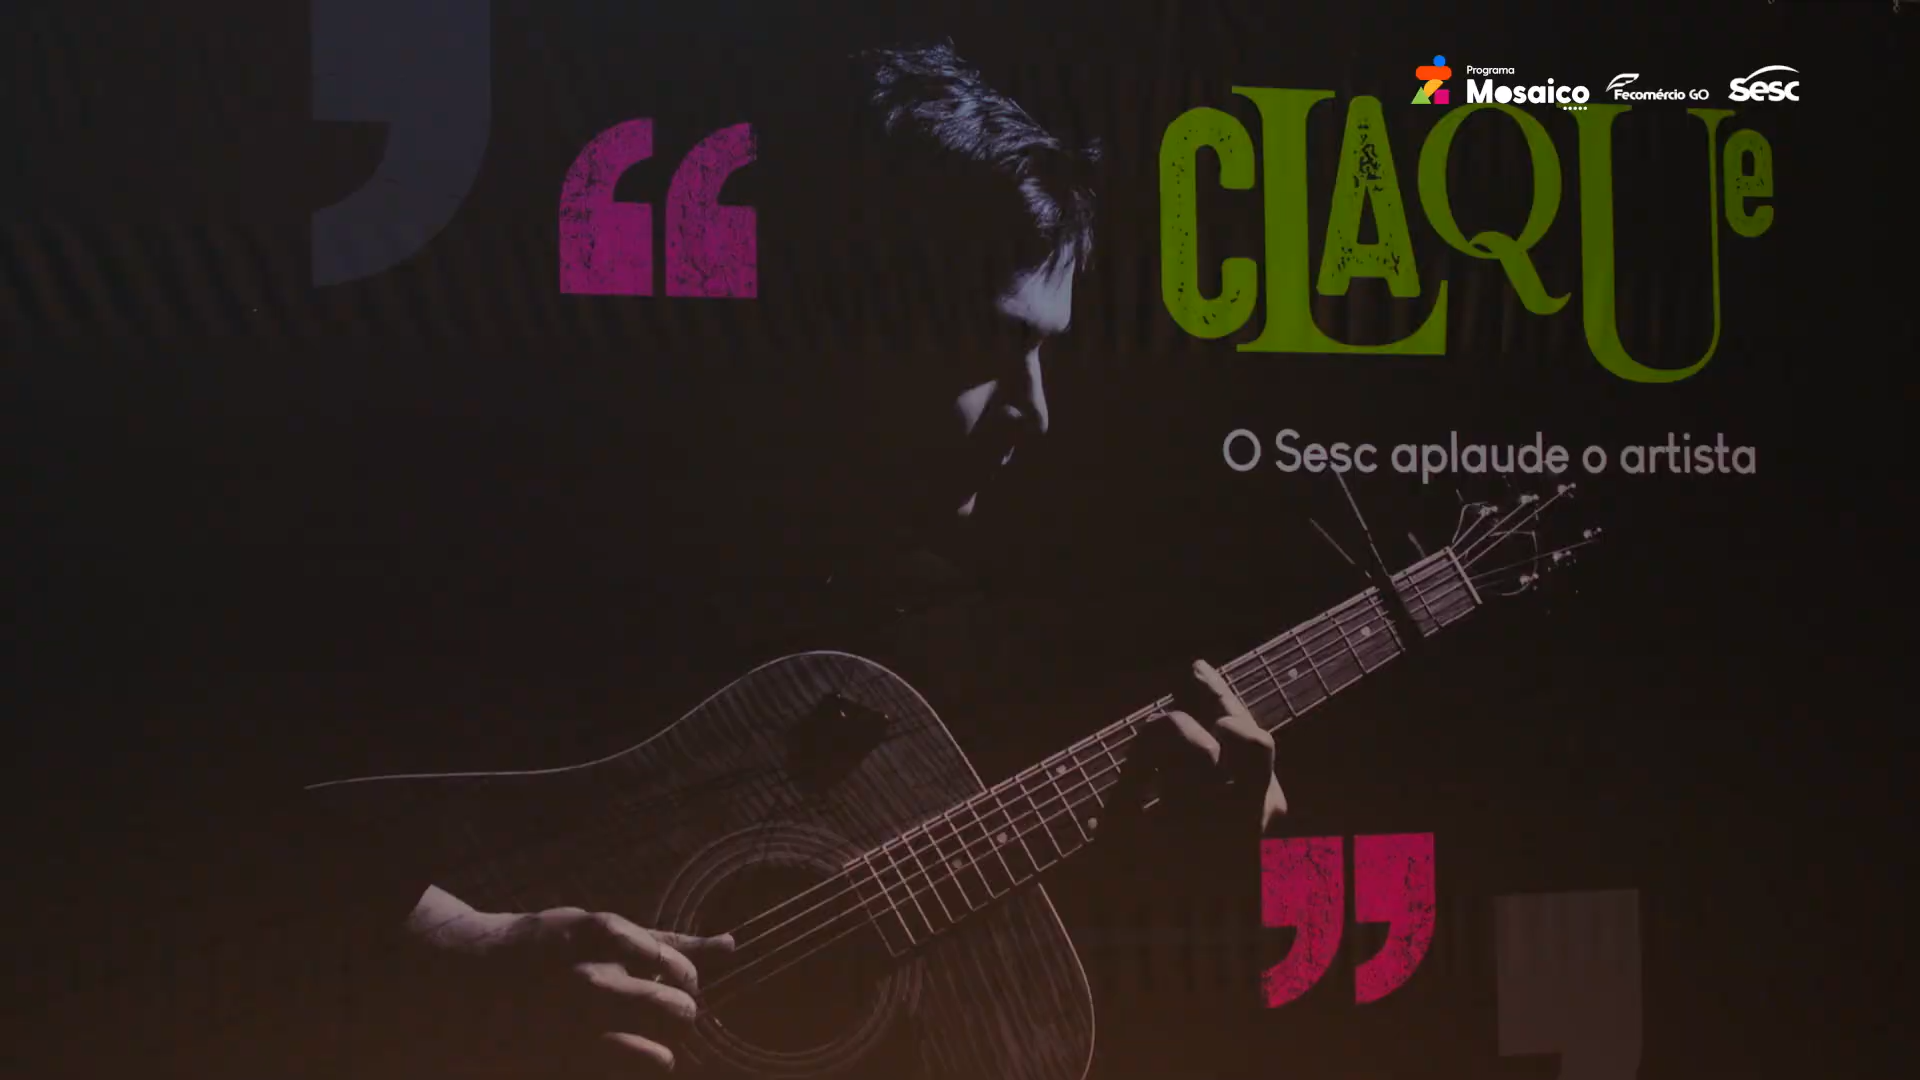 Programa
Mosaico
Fecomércio GO
Sesc
CLAQUe
O Sesc aplaude o artista